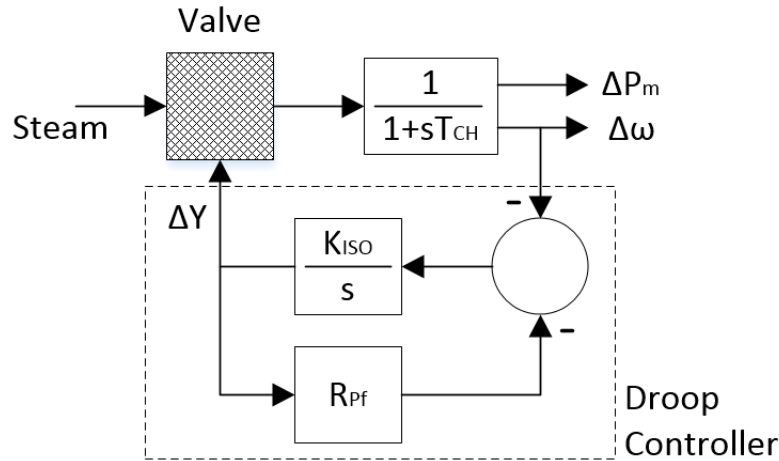 Valve
Steam
1
1+sTCH
ΔPm
Δω
-
ΔY
KISO
s
-
RPf
Droop
Controller